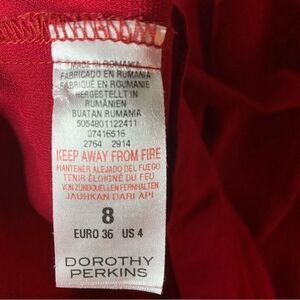 MADE IN ROMANIA
FABRICADO EN RUMANIA
FABRIQUÉ EN ROUMANIE
HERGESTELLT IN
RUMÄNIEN
BUATAN RUMANIA
5054801122411
07416516
2764 2914
KEEP AWAY FROM FIRE
MANTENER ALEJADO DEL FUEGO
TENIR ÉLOIGNÉ DU FEU
VON ZÜNDQUELLEN FERNHALTEN
JAUHKAN DARI API
8
EURO 36 US 4
DOROTHY
PERKINS